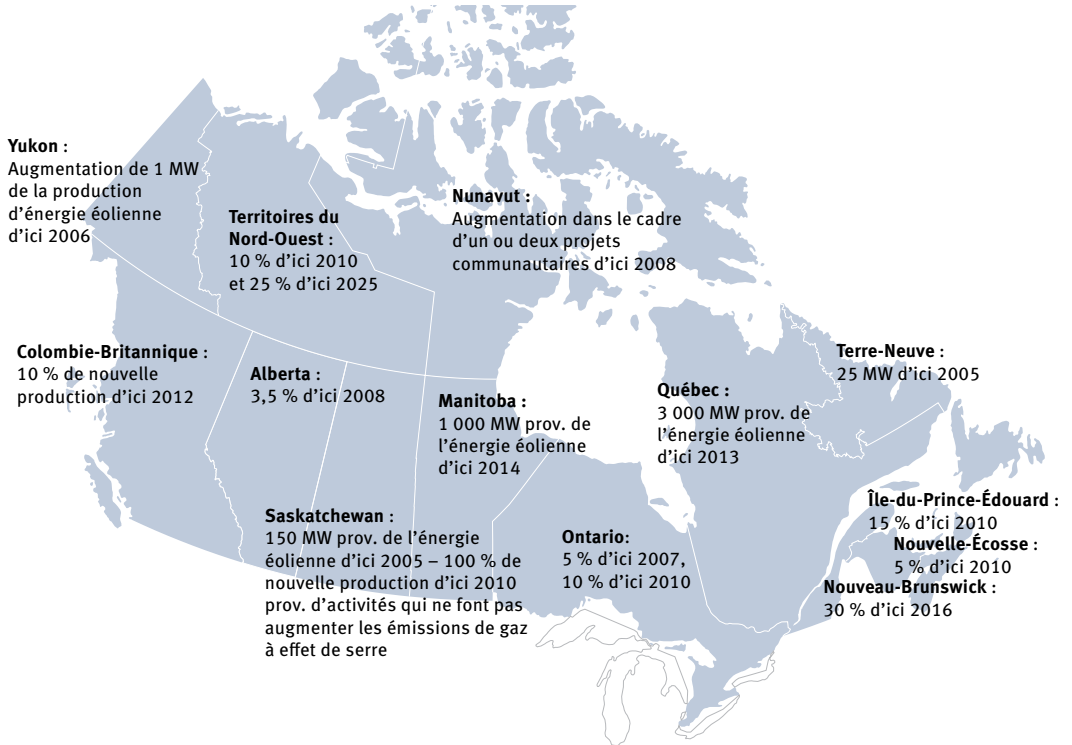 Yukon :
Augmentation de 1 MW
de la production
d’énergie éolienne
d’ici 2006
Territoires du
Nord-Ouest :
10 % d’ici 2010
et 25 % d’ici 2025
Nunavut :
Augmentation dans le cadre
d’un ou deux projets
communautaires d’ici 2008
Colombie-Britannique :
10 % de nouvelle
production d’ici 2012
Alberta :
3,5 % d’ici 2008
Manitoba :
1 000 MW prov. de
l’énergie éolienne
d’ici 2014
Québec :
3 000 MW prov. de
l’énergie éolienne
d’ici 2013
Terre-Neuve :
25 MW d’ici 2005
Saskatchewan :
150 MW prov. de l’énergie
éolienne d’ici 2005 – 100 % de
nouvelle production d’ici 2010
prov. d’activités qui ne font pas
augmenter les émissions de gaz
à effet de serre
Ontario:
5 % d’ici 2007,
10 % d’ici 2010
Île-du-Prince-Édouard :
15 % d’ici 2010
Nouvelle-Écosse :
5 % d’ici 2010
Nouveau-Brunswick :
30 % d’ici 2016